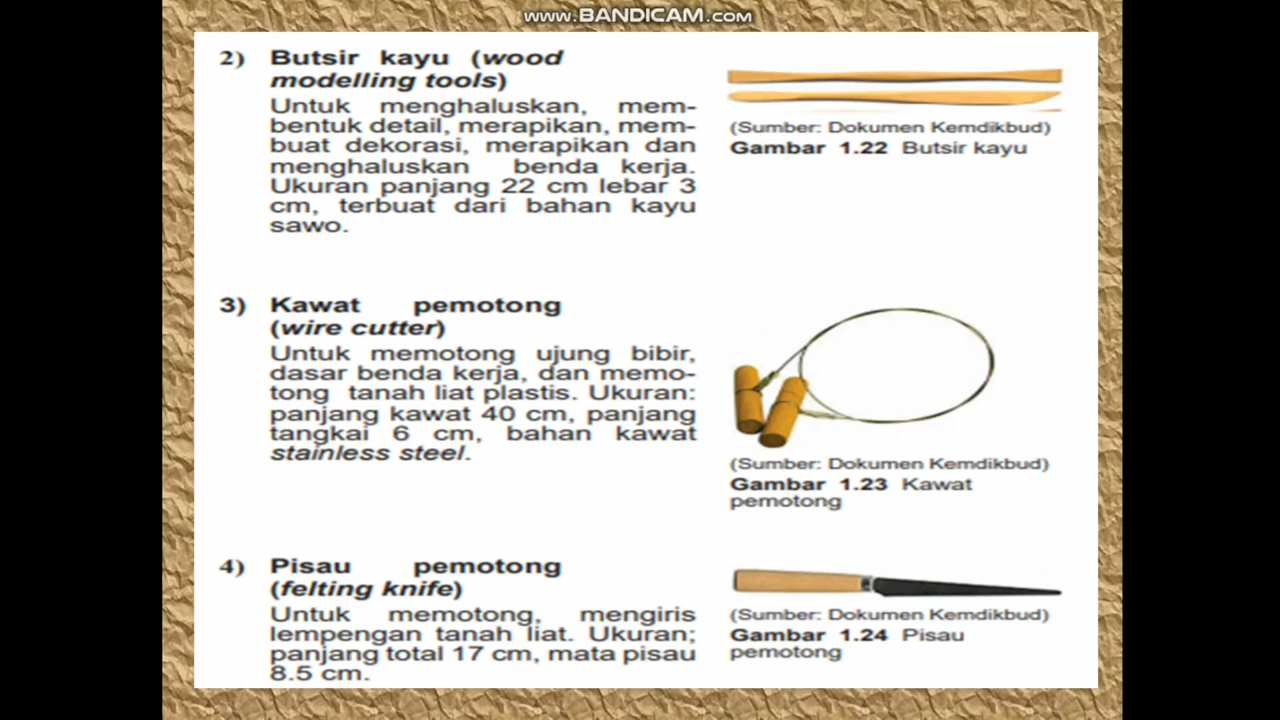 www.BANDICAM.com
2) Butsir kayu (wood
modelling tools)
Untuk menghaluskan, mem-
bentuk detail, merapikan, mem-
buat dekorasi, merapikan dan
menghaluskan benda kerja.
Ukuran panjang 22 cm lebar 3
cm, terbuat dari bahan kayu
sawo.
(Sumber: Dokumen Kemdikbud)
Gambar 1.22 Butsir kayu
3) Kawat pemotong
(wire cutter)
Untuk memotong ujung bibir,
dasar benda kerja, dan memo-
tong tanah liat plastis. Ukuran:
panjang kawat 40 cm, panjang
tangkai 6 cm, bahan kawat
stainless steel.
(Sumber: Dokumen Kemdikbud)
Gambar 1.23 Kawat
pemotong
4) Pisau pemotong
(felting knife)
Untuk memotong, mengiris
lempengan tanah liat. Ukuran;
panjang total 17 cm, mata pisau
8.5 cm.
(Sumber: Dokumen Kemdikbud)
Gambar 1.24 Pisau
pemotong